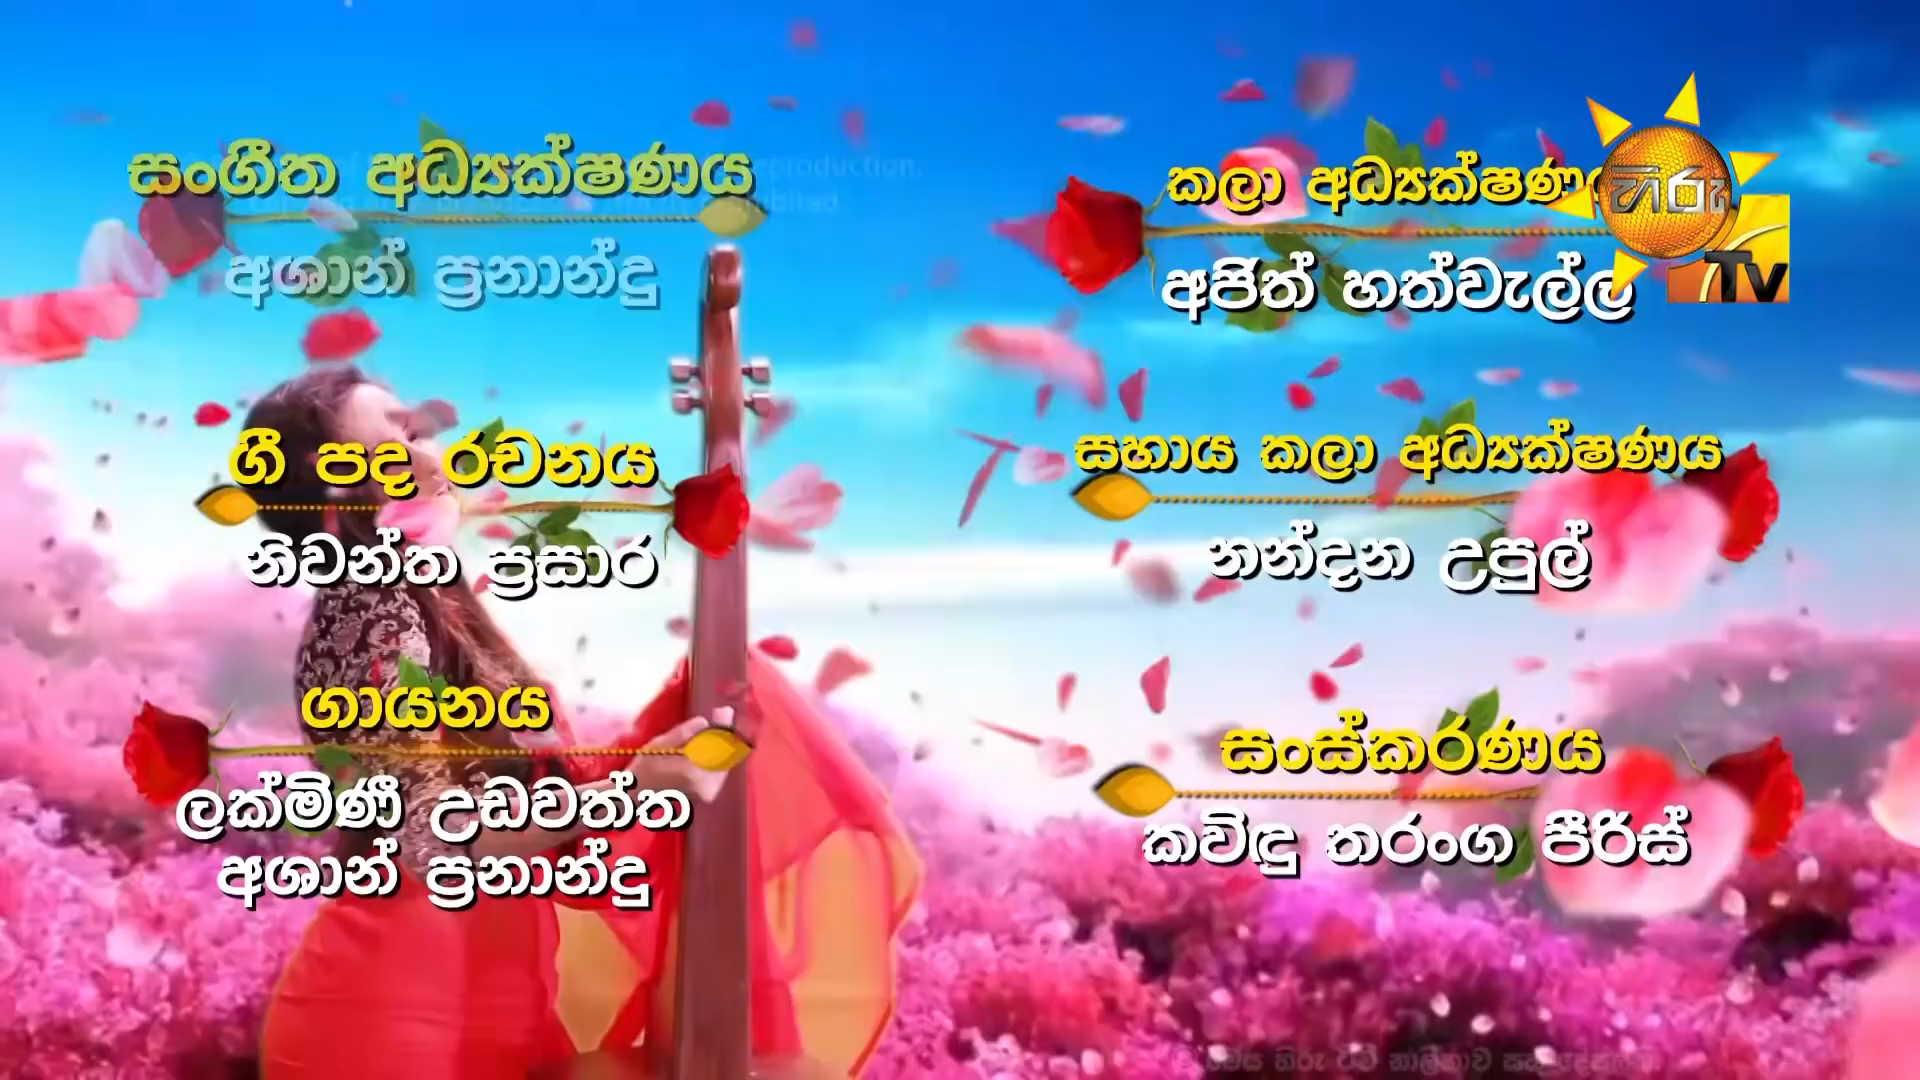 සංගීත අධ්‍යක්ෂණය
අශාන් ප්‍රනාන්දු
ගී පද රචනය
නිවන්ත ප්‍රසාර
ගායනය
ලක්මිණී උඩවත්ත
අශාන් ප්‍රනාන්දු
කලා අධ්‍යක්ෂණය
අජිත් හත්වැල්ල
සහාය කලා අධ්‍යක්ෂණය
නන්දන උපුල්
සංස්කරණය
කවිඳු තරංග පීරිස්
හිරු
TV